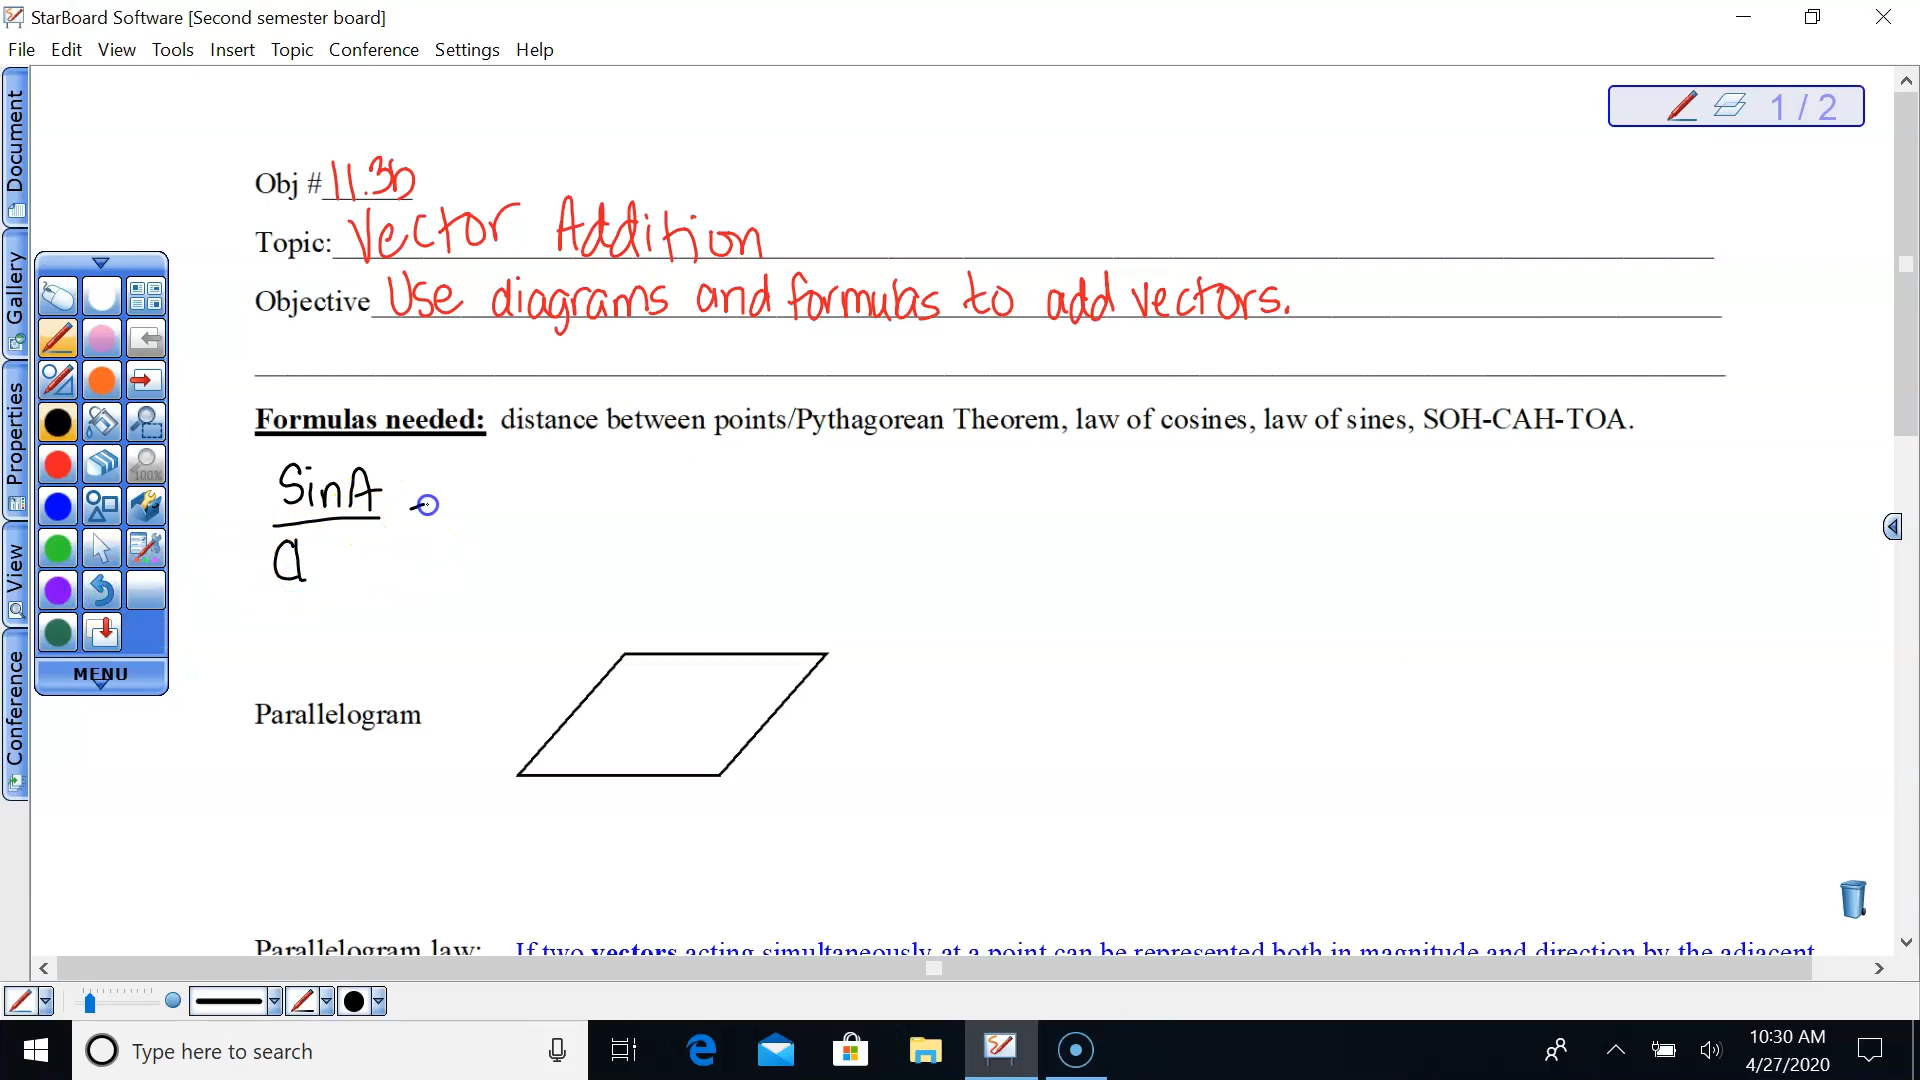 StarBoard Software [Second semester board]
File Edit View Tools Insert Topic Conference Settings Help
Document
Gallery
Properties
View
Conference
1 / 2
Obj # 11.3b
Topic: Vector Addition
Objective Use diagrams and formulas to add vectors.
Formulas needed: distance between points/Pythagorean Theorem, law of cosines, law of sines, SOH-CAH-TOA.
SinA
a
100%
MENU
Parallelogram
Parallelogram law: If two vectors acting simultaneously at a point can be represented both in magnitude and direction by the adjacent
Type here to search
10:30 AM
4/27/2020